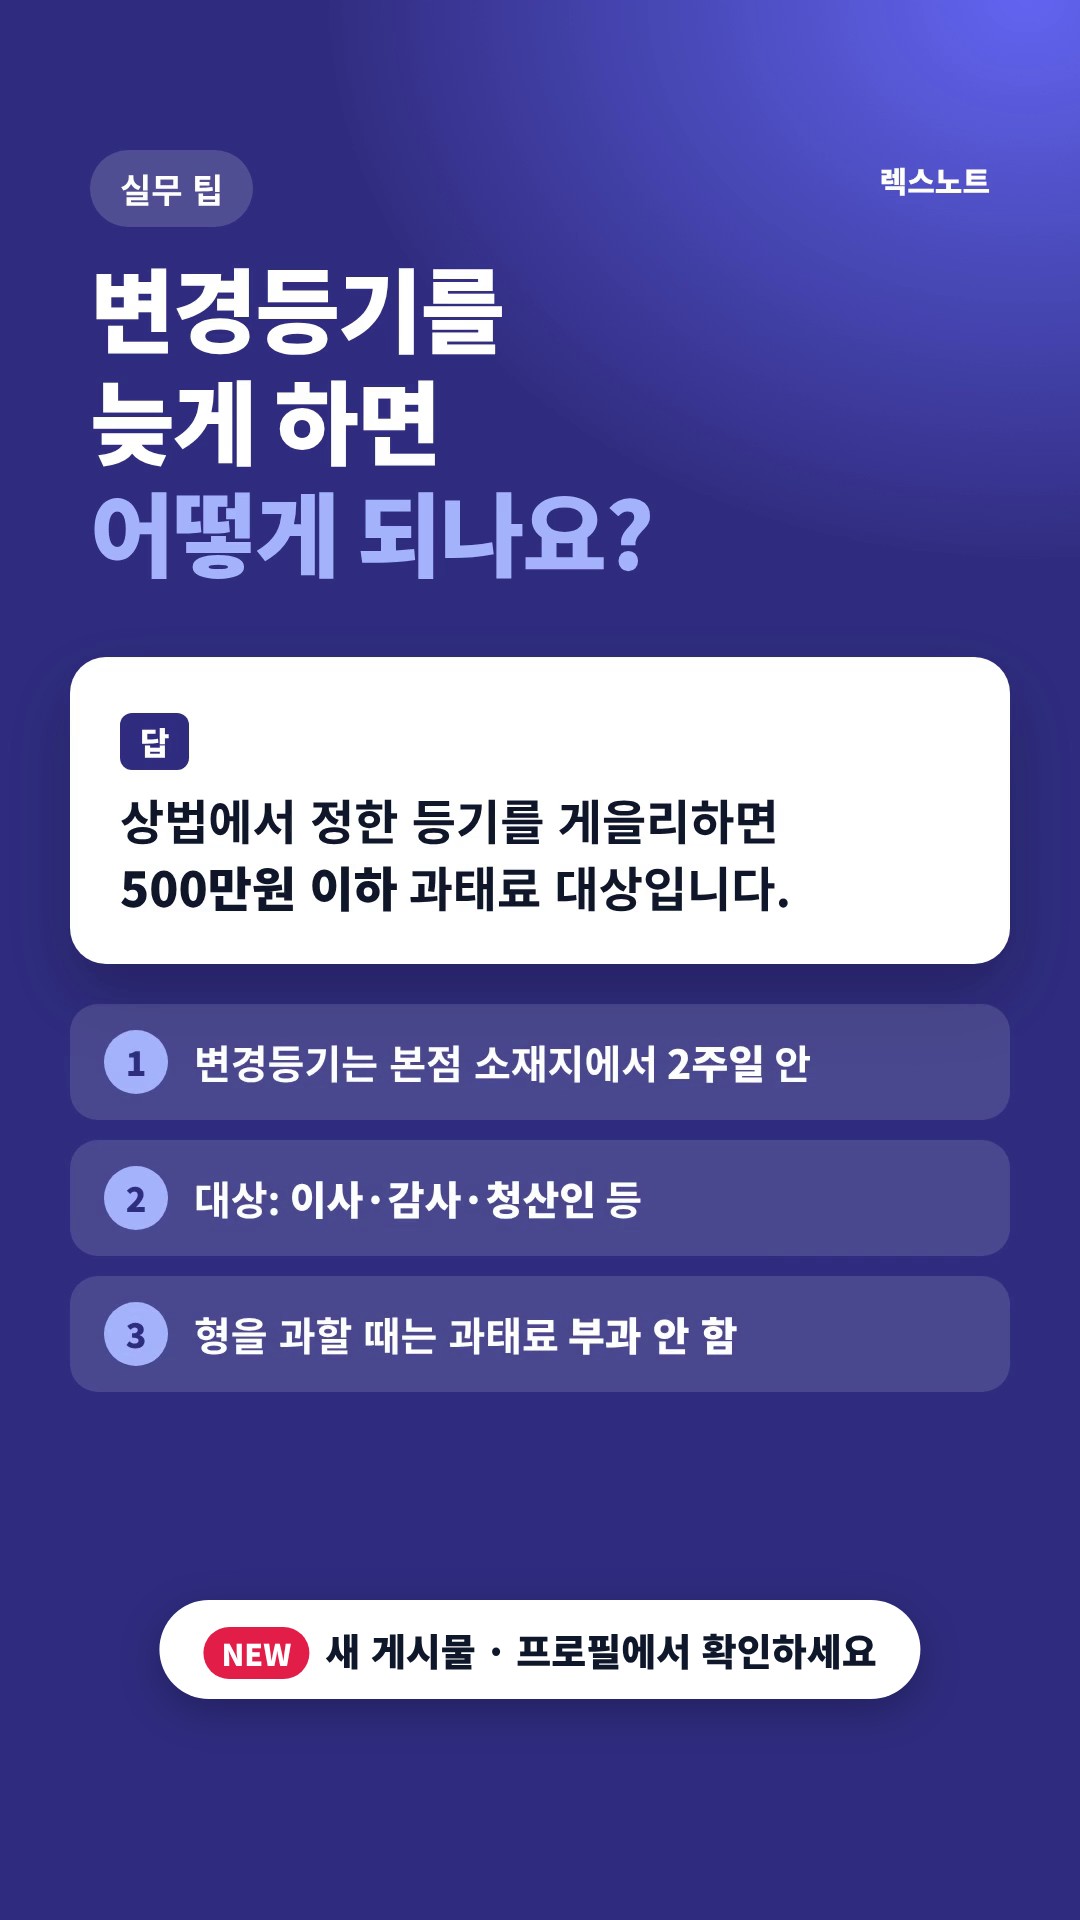 실무 팁
렉스노트
변경등기를
늦게 하면
어떻게 되나요?
답
상법에서 정한 등기를 게을리하면
500만원 이하 과태료 대상입니다.
1 변경등기는 본점 소재지에서 2주일 안
2 대상: 이사·감사·청산인 등
3 형을 과할 때는 과태료 부과 안 함
NEW 새 게시물 · 프로필에서 확인하세요